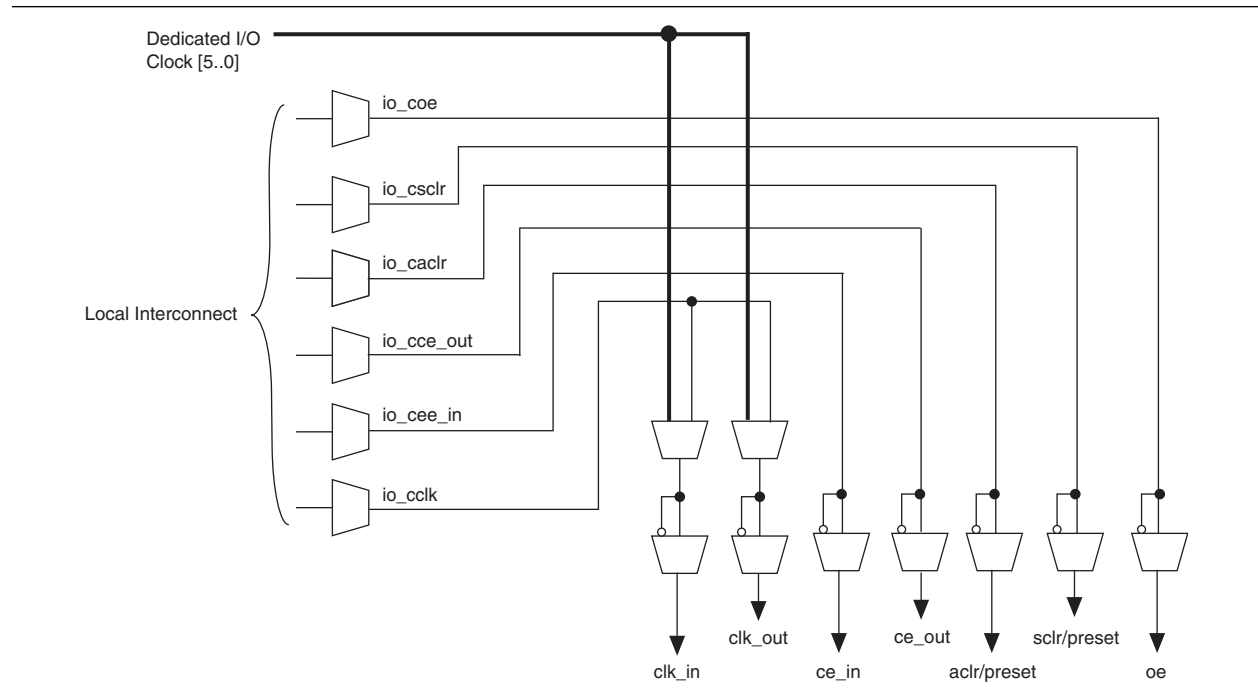 Dedicated I/O
Clock [5..0]
io_coe
io_csclr
io_caclr
Local Interconnect
io_cce_out
io_cee_in
io_cclk
clk_out
ce_out
sclr/preset
clk_in
ce_in
aclr/preset
oe